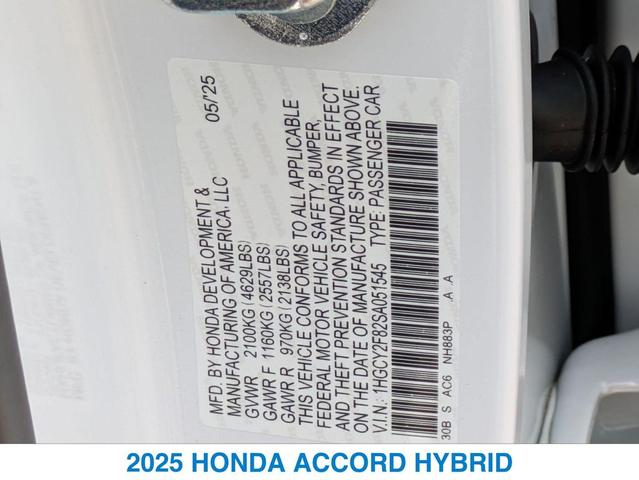 MFD. BY HONDA DEVELOPMENT & 05/'25
MANUFACTURING OF AMERICA, LLC
GVWR 2100KG (4629LBS)
GAWR F 1160KG (2557LBS)
GAWR R 970KG (2138LBS)
THIS VEHICLE CONFORMS TO ALL APPLICABLE
FEDERAL MOTOR VEHICLE SAFETY, BUMPER,
AND THEFT PREVENTION STANDARDS IN EFFECT
ON THE DATE OF MANUFACTURE SHOWN ABOVE.
V.I.N.: 1HGCY2F82SA051545 TYPE: PASSENGER CAR
30B S AC6 NH883P .A .A
2025 HONDA ACCORD HYBRID